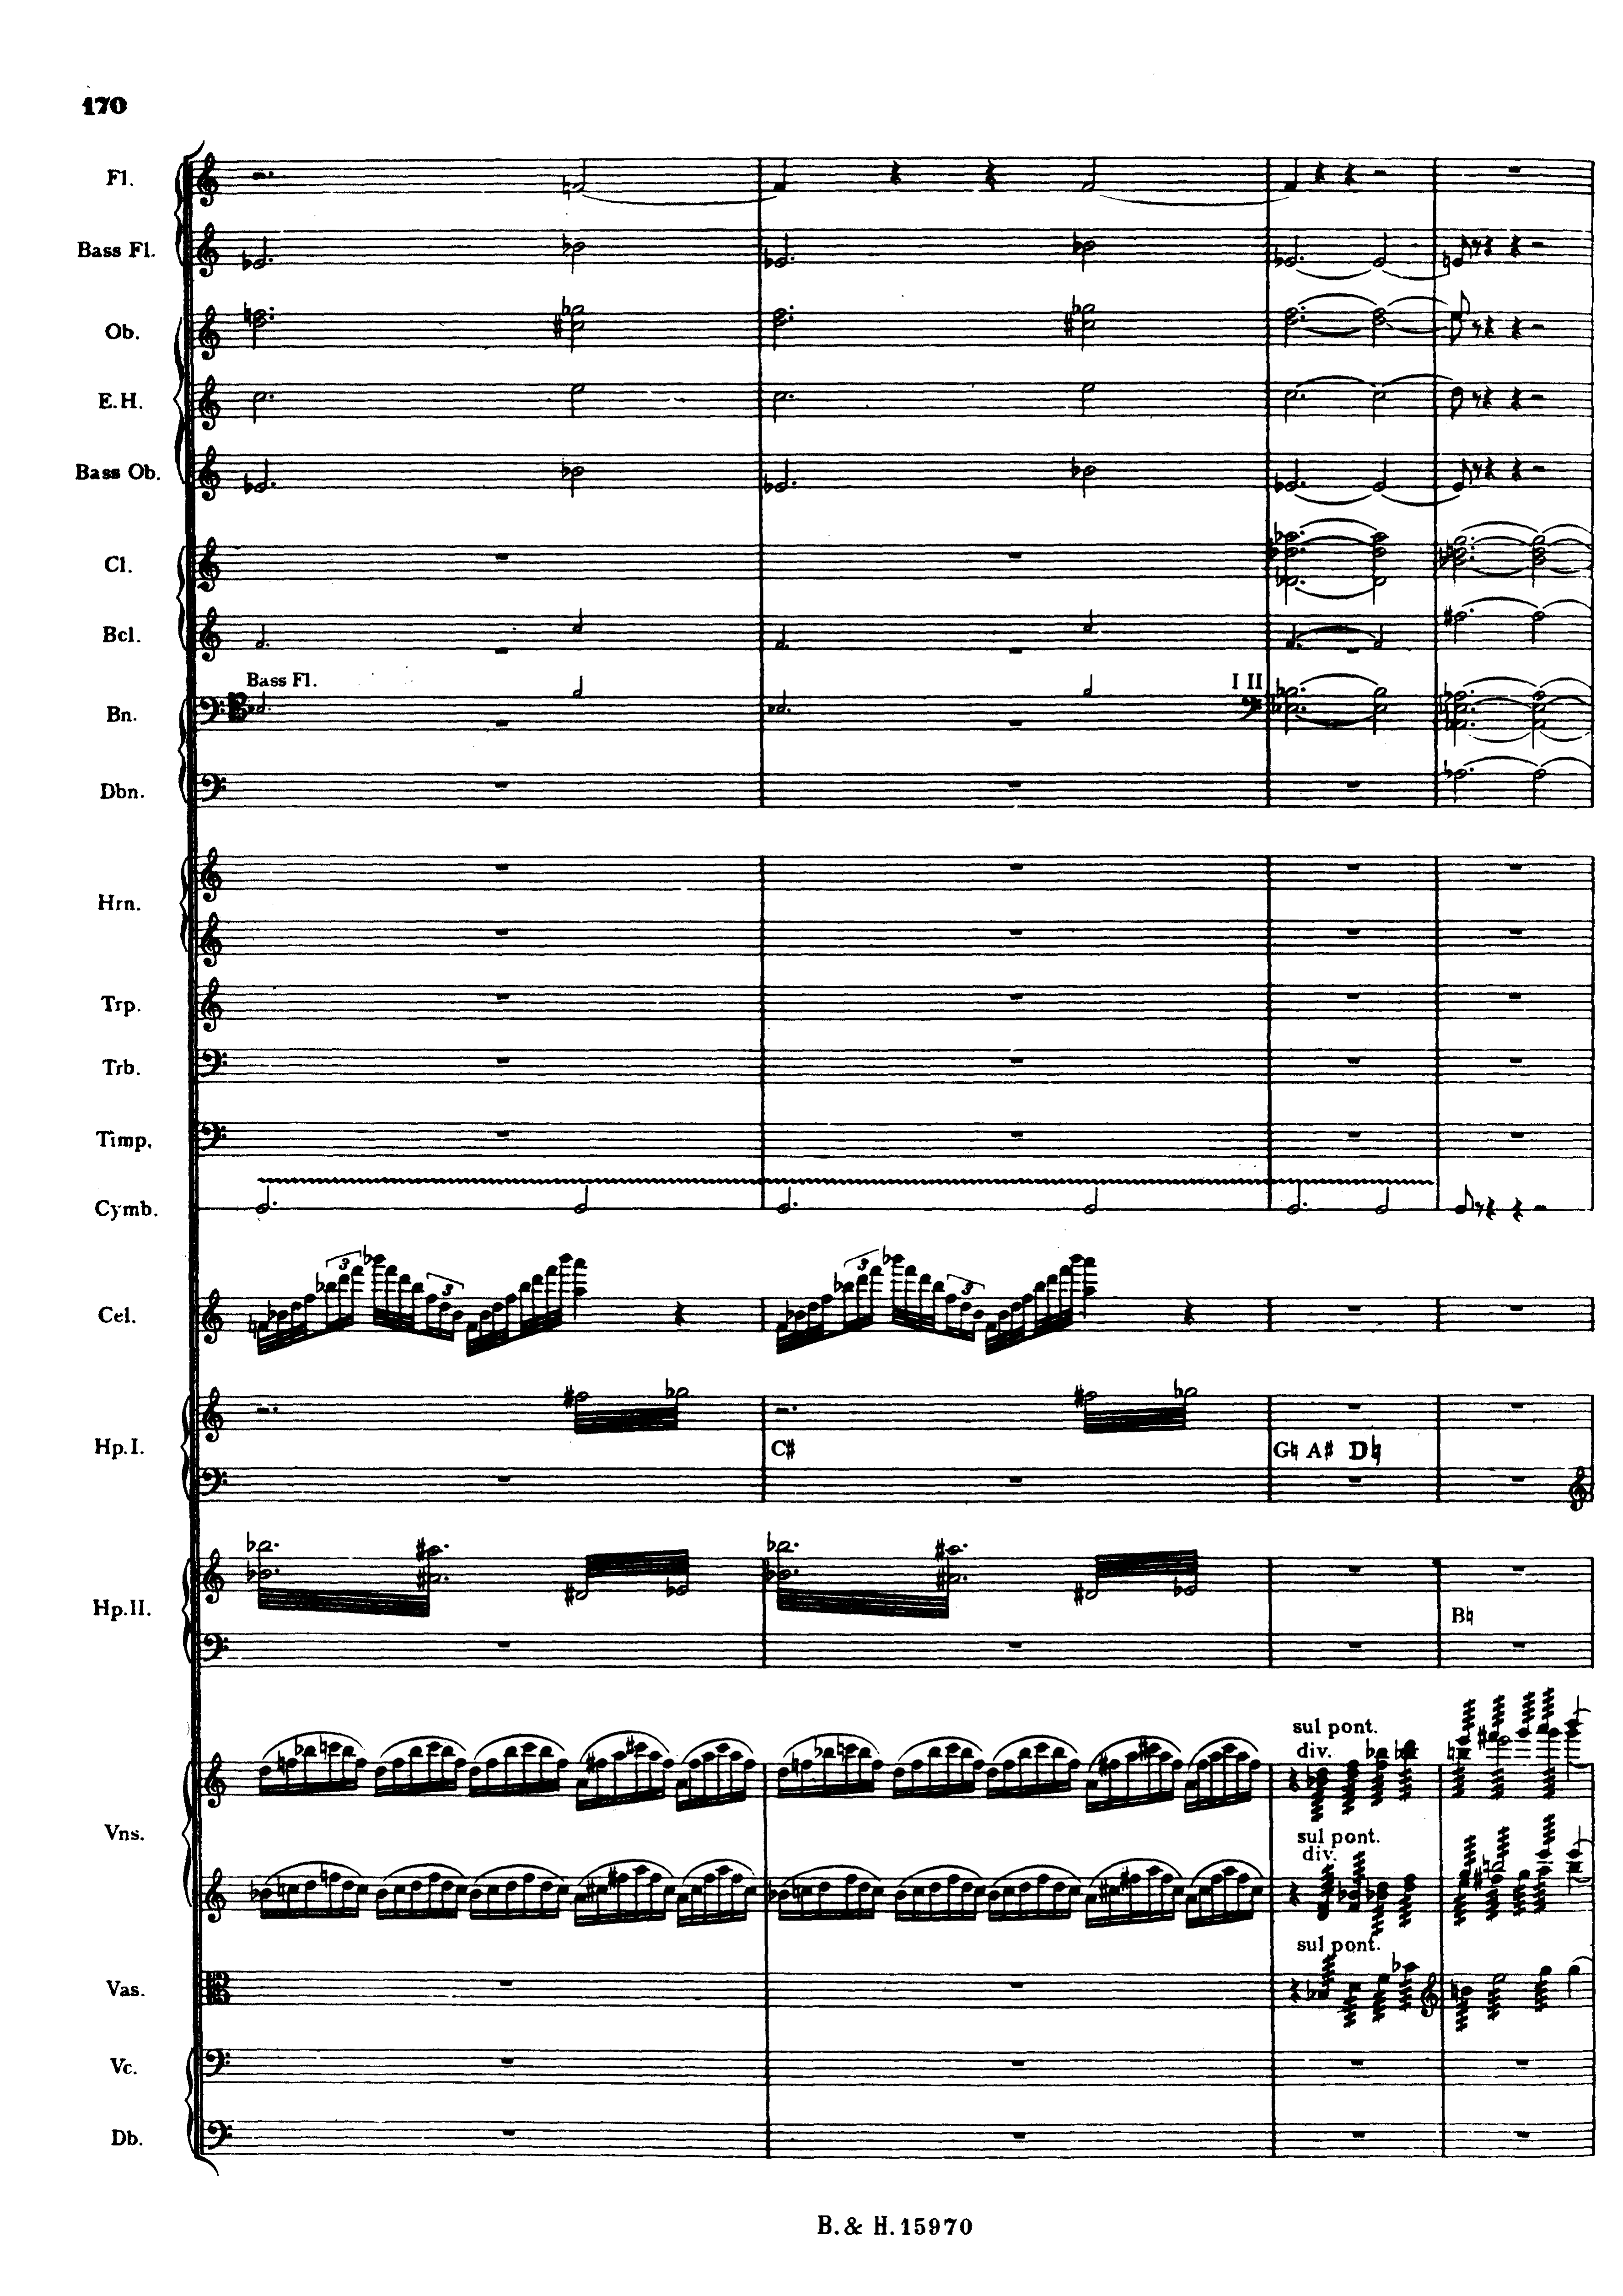 170
Fl.
Bass Fl.
Ob.
E.H.
Bass Ob.
Cl.
Bcl.
Bass Fl.
I II
Bn.
Dbn.
Hrn.
Trp.
Trb.
Timp.
Cymb.
3 3 3 3
Cel.
Hp.I.
C♯ G♮ A♯ D♮
Hp.II.
B♮
sul pont.
div.
Vns.
sul pont.
div.
sul pont.
Vas.
Vc.
Db.
B. & H. 15970